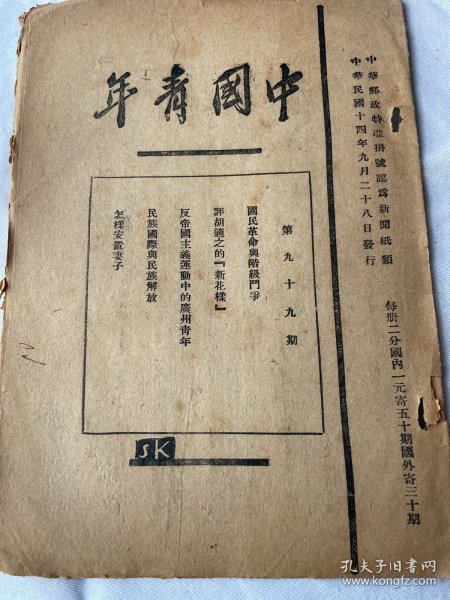 中華郵政特准掛號認爲新聞紙類
中華民國十四年九月二十八日發行
每册二分國內一元寄五十期國外寄三十期
中國青年
第九十九期
國民革命與階級鬥爭
評胡適之的『新花樣』
反帝國主義運動中的廣州青年
民族國際與民族解放
怎樣安置妻子
SK
孔夫子旧书网
www.kongfz.com